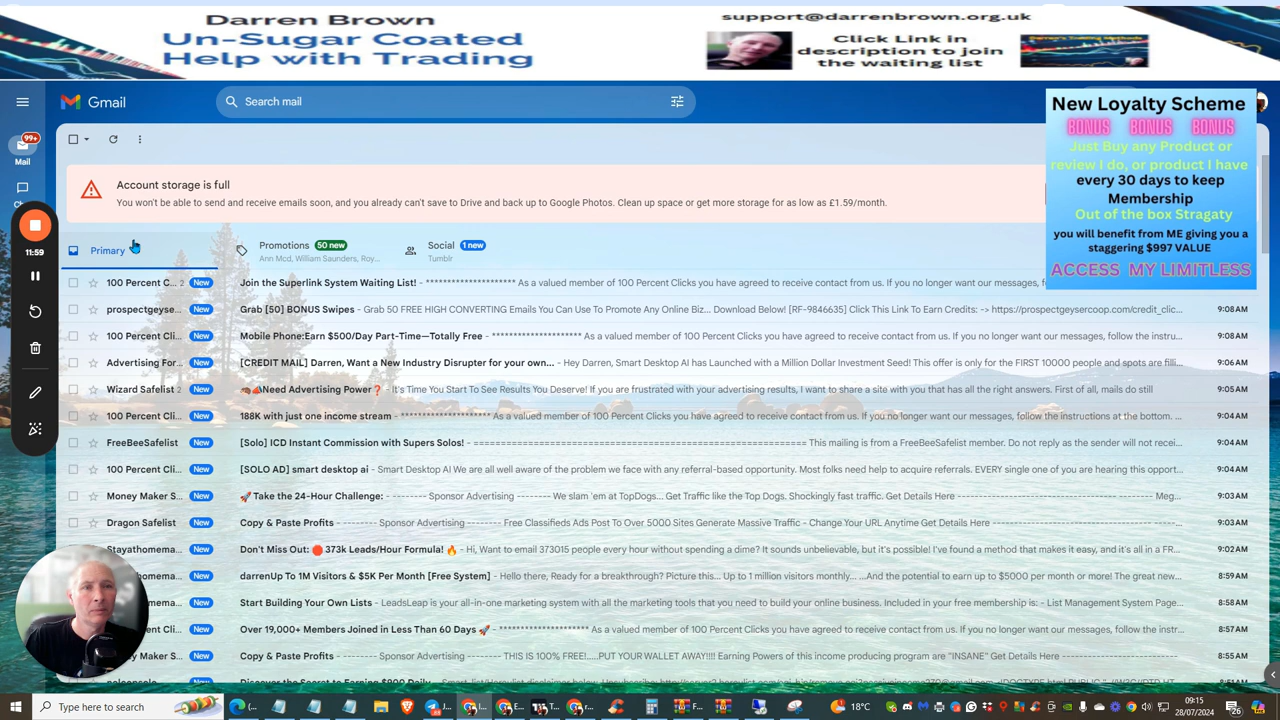 Darren Brown
Un-Sugar Coated
Help with Trading
support@darrenbrown.org.uk
Click Link in
description to join
the waiting list
Gmail
Search mail
99+
Mail
New Loyalty Scheme
BONUS BONUS BONUS
Just Buy any Product or
review I do, or product I have
every 30 days to keep
Membership
Out of the box Stragaty
you will benefit from ME giving you a
staggering $997 VALUE
ACCESS MY LIMITLESS
Account storage is full
You won't be able to send and receive emails soon, and you already can't save to Drive and back up to Google Photos. Clean up space or get more storage for as low as £1.59/month.
11:59
Primary
Promotions 50 new
Ann Mcd, William Saunders, Roy...
Social 1 new
Tumblr
100 Percent C... 2 New Join the Superlink System Waiting List! - ********************* As a valued member of 100 Percent Clicks you have agreed to receive contact from us. If you no longer want our messages, fo
prospectgeyse... New Grab [50] BONUS Swipes - Grab 50 FREE HIGH CONVERTING Emails You Can Use To Promote Any Online Biz... Download Below! [RF-9846635] Click This Link To Earn Credits: -> https://prospectgeysercoop.com/credit_clic... 9:08 AM
100 Percent Cli... New Mobile Phone:Earn $500/Day Part-Time—Totally Free - ********************* As a valued member of 100 Percent Clicks you have agreed to receive contact from us. If you no longer want our messages, follow the instru... 9:08 AM
Advertising For... New [CREDIT MAIL] Darren, Want a New Industry Disrupter for your own... - Hey Darren, Smart Desktop AI has Launched with a Million Dollar Investment Seed! This offer is only for the FIRST 10000 people and spots are filli... 9:06 AM
Wizard Safelist 2 New Need Advertising Power❓ - It's Time You Start To See Results You Deserve! If you are frustrated with your advertising results, I want to share a site with you that has all the right answers. First of all, mails do still 9:05 AM
100 Percent Cli... New 188K with just one income stream - ********************* As a valued member of 100 Percent Clicks you have agreed to receive contact from us. If you no longer want our messages, follow the instructions at the bottom. ... 9:04 AM
FreeBeeSafelist New [Solo] ICD Instant Commission with Supers Solos! - ====================================================== This mailing is from a FreeBeeSafelist member. Do not reply as the sender will not recei... 9:04 AM
100 Percent Cli... New [SOLO AD] smart desktop ai - Smart Desktop AI We are all well aware of the problem we face with any referral-based opportunity. Most folks need help to acquire referrals. EVERY single one of you are hearing this opport... 9:04 AM
Money Maker S... New 🚀Take the 24-Hour Challenge: - -------- Sponsor Advertising -------- We slam 'em at TopDogs... Get Traffic like the Top Dogs. Shockingly fast traffic. Get Details Here -------------------------------- -------- Meg... 9:03 AM
Dragon Safelist New Copy & Paste Profits - -------- Sponsor Advertising -------- Free Classifieds Ads Post To Over 5000 Sites Generate Massive Traffic - Change Your URL Anytime Get Details Here -------------------------------- -----... 9:03 AM
Stayathomema... New Don't Miss Out: 🔴 373k Leads/Hour Formula! 🔥 - Hi, Want to email 373015 people every hour without spending a dime? It sounds unbelievable, but it's possible! I've found a method that makes it easy, and it's all in a FR... 9:02 AM
homema... New darrenUp To 1M Visitors & $5K Per Month [Free System] - Hello there, Ready for a breakthrough? Picture this... Up to 1 million visitors monthly... ...And the potential to earn up to $5000 per month or more! The great new... 8:59 AM
homema... New Start Building Your Own Lists - LeadsLeap is your all-in-one marketing system with all the marketing tools that you need to build your online business. Included in your free membership is: - List Management System Page... 8:58 AM
ent Cli... New Over 19,000+ Members Joined in Less Than 60 Days 🚀 - ********************* As a valued member of 100 Percent Clicks you have agreed to receive contact from us. If you no longer want our messages, follow the instr... 8:57 AM
y Maker S... New Copy & Paste Profits - -------- Sponsor Advertising -------- THIS IS 100% FREE!.....PUT YOUR WALLET AWAY!!!! Earning Powers of this income producing program are "INSANE" Get Details Here -------------------------------- 8:55 AM
Type here to search
18°C
09:15
28/07/2024